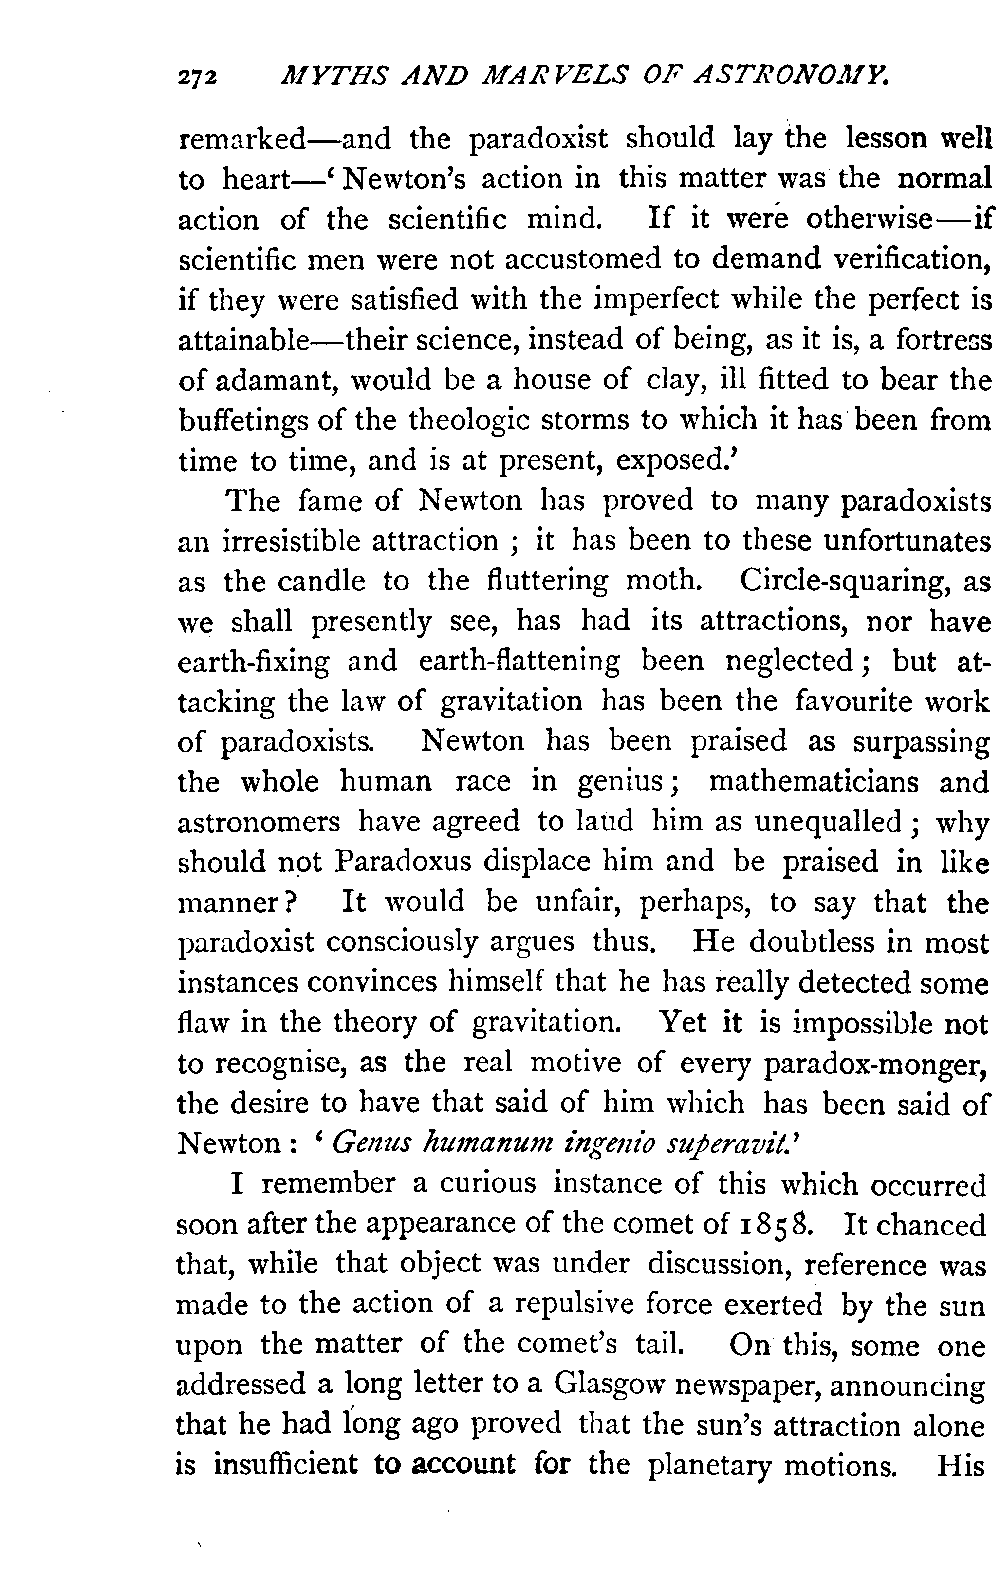 272 MYTHS AND MARVELS OF ASTRONOMY.
remarked—and the paradoxist should lay the lesson well
to heart—‘ Newton’s action in this matter was the normal
action of the scientific mind. If it were otherwise—if
scientific men were not accustomed to demand verification,
if they were satisfied with the imperfect while the perfect is
attainable—their science, instead of being, as it is, a fortress
of adamant, would be a house of clay, ill fitted to bear the
buffetings of the theologic storms to which it has been from
time to time, and is at present, exposed.’
The fame of Newton has proved to many paradoxists
an irresistible attraction ; it has been to these unfortunates
as the candle to the fluttering moth. Circle-squaring, as
we shall presently see, has had its attractions, nor have
earth-fixing and earth-flattening been neglected ; but at-
tacking the law of gravitation has been the favourite work
of paradoxists. Newton has been praised as surpassing
the whole human race in genius ; mathematicians and
astronomers have agreed to laud him as unequalled ; why
should not Paradoxus displace him and be praised in like
manner ? It would be unfair, perhaps, to say that the
paradoxist consciously argues thus. He doubtless in most
instances convinces himself that he has really detected some
flaw in the theory of gravitation. Yet it is impossible not
to recognise, as the real motive of every paradox-monger,
the desire to have that said of him which has been said of
Newton : ‘ Genus humanum ingenio superavit.’
I remember a curious instance of this which occurred
soon after the appearance of the comet of 1858. It chanced
that, while that object was under discussion, reference was
made to the action of a repulsive force exerted by the sun
upon the matter of the comet’s tail. On this, some one
addressed a long letter to a Glasgow newspaper, announcing
that he had long ago proved that the sun’s attraction alone
is insufficient to account for the planetary motions. His